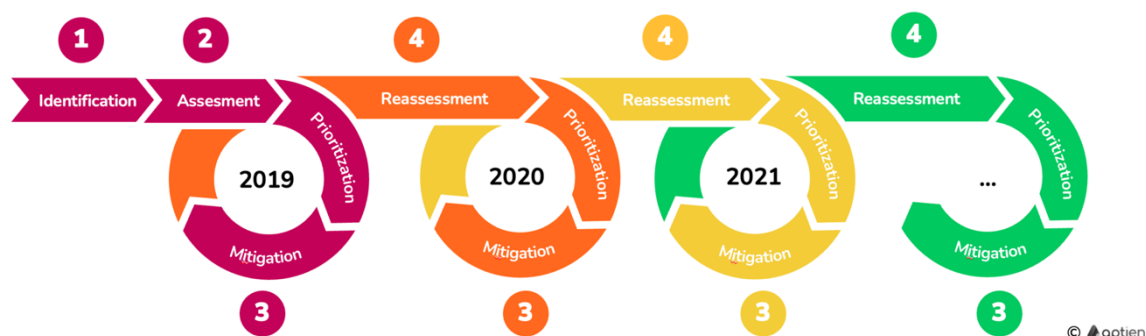 1
2
4
4
4
Identification
Assesment
Reassessment
Reassessment
Reassessment
Prioritization
Prioritization
Prioritization
Prioritization
2019
2020
2021
...
Mitigation
Mitigation
Mitigation
Mitigation
3
3
3
3
© Aptien